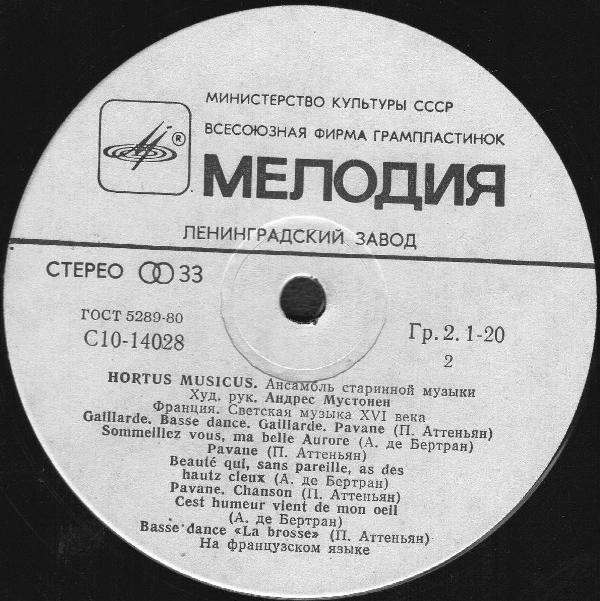 МИНИСТЕРСТВО КУЛЬТУРЫ СССР
ВСЕСОЮЗНАЯ ФИРМА ГРАМПЛАСТИНОК
®
МЕЛОДИЯ
ЛЕНИНГРАДСКИЙ ЗАВОД
СТЕРЕО 33
ГОСТ 5289-80
С10-14028
Гр. 2. 1-20
2
HORTUS MUSICUS. Ансамбль старинной музыки
Худ. рук. Андрес Мустонен
Франция. Светская музыка XVI века
Gaillarde. Basse dance. Gaillarde. Pavane (П. Аттеньян)
Sommeillez vous, ma belle Aurore (А. де Бертран)
Pavane (П. Аттеньян)
Beauté qui, sans pareille, as des
hautz cieux (А. де Бертран)
Pavane. Chanson (П. Аттеньян)
Cest humeur vient de mon oeil
(А. де Бертран)
Basse dance «La brosse» (П. Аттеньян)
На французском языке